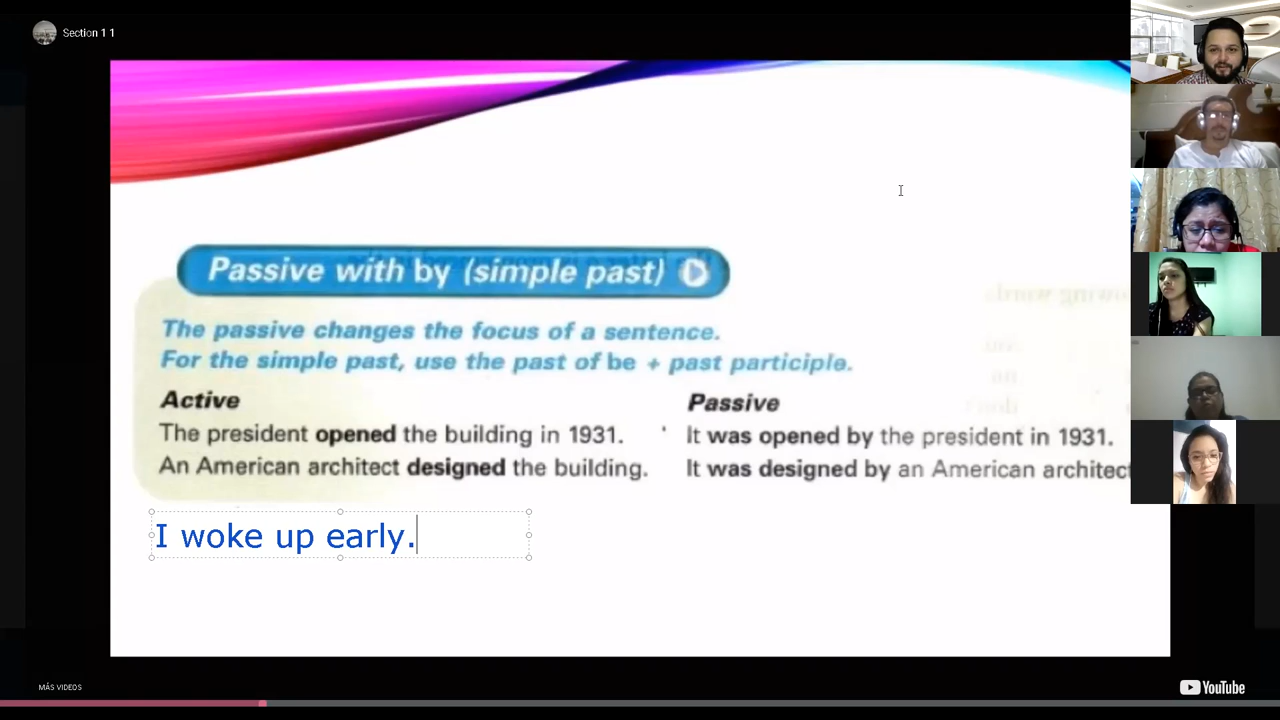 Section 1 1
Passive with by (simple past)
The passive changes the focus of a sentence.
For the simple past, use the past of be + past participle.
Active
Passive
The president opened the building in 1931.
It was opened by the president in 1931.
An American architect designed the building.
It was designed by an American architect
I woke up early.
MÁS VIDEOS
YouTube